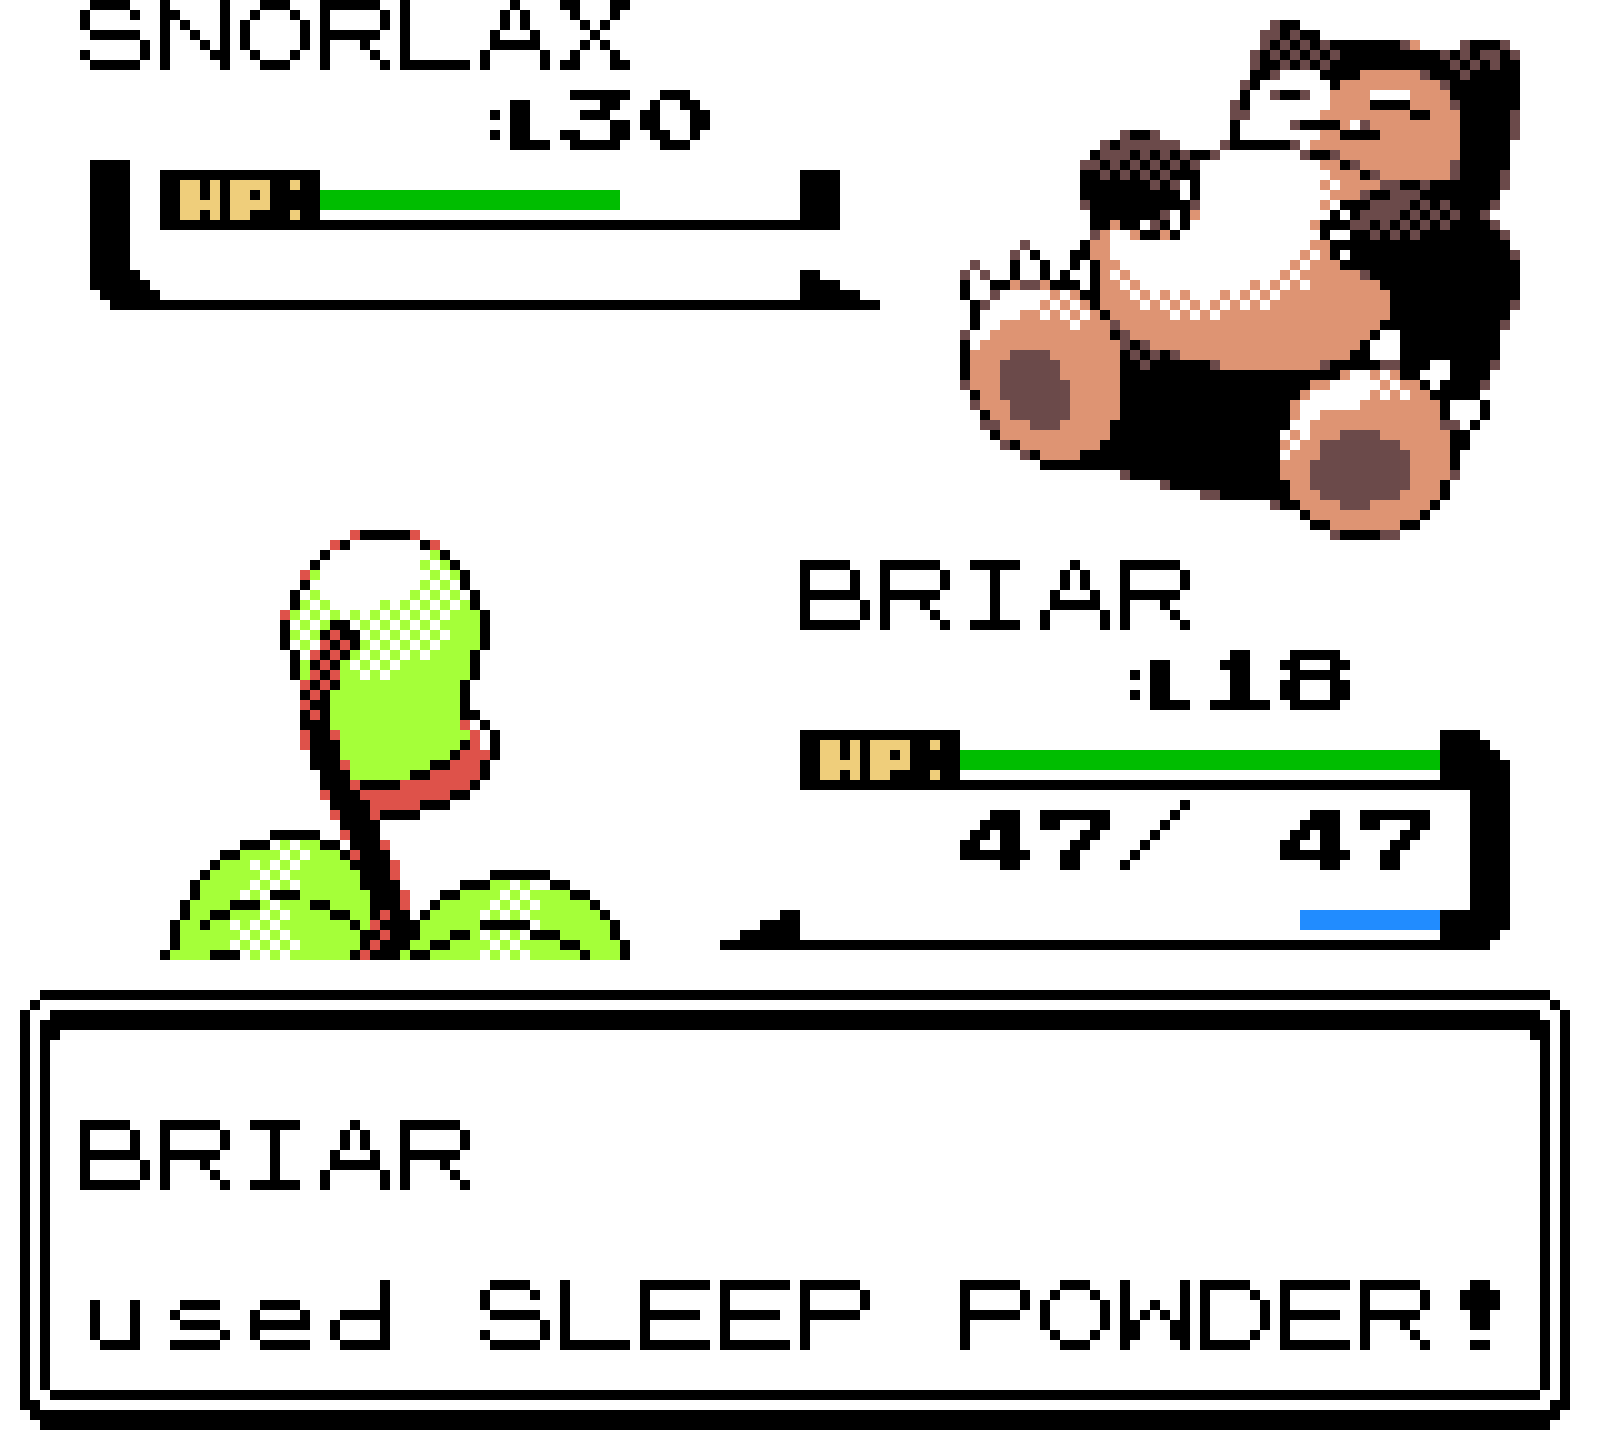 SNORLAX
:L30
HP:
BRIAR
:L18
HP:
47/ 47
BRIAR
used SLEEP POWDER!